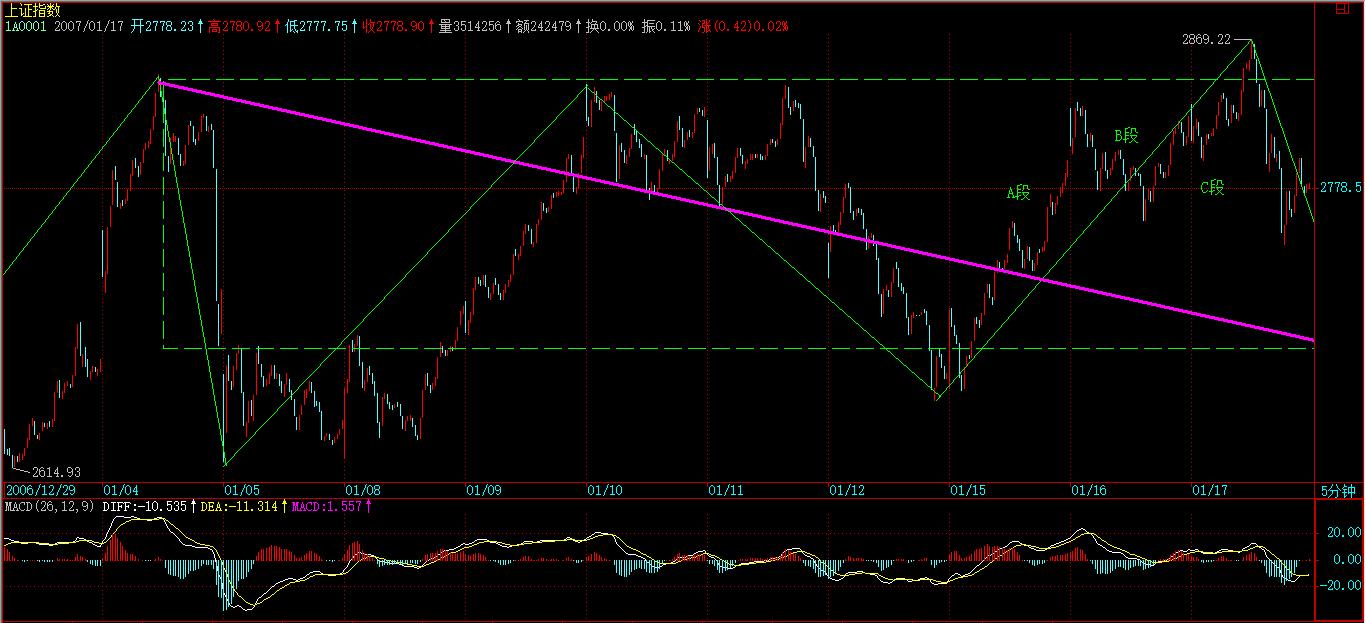 上证指数
1A0001 2007/01/17 开2778.23↑高2780.92↑低2777.75↑收2778.90↑量3514256↑额242479↑换0.00% 振0.11% 涨(0.42)0.02%
2869.22
B段
A段
C段
2778.5
2614.93
2006/12/29 01/04 01/05 01/08 01/09 01/10 01/11 01/12 01/15 01/16 01/17 5分钟
MACD(26,12,9) DIFF:-10.535↑DEA:-11.314↑MACD:1.557↑
20.00
0.00
-20.00